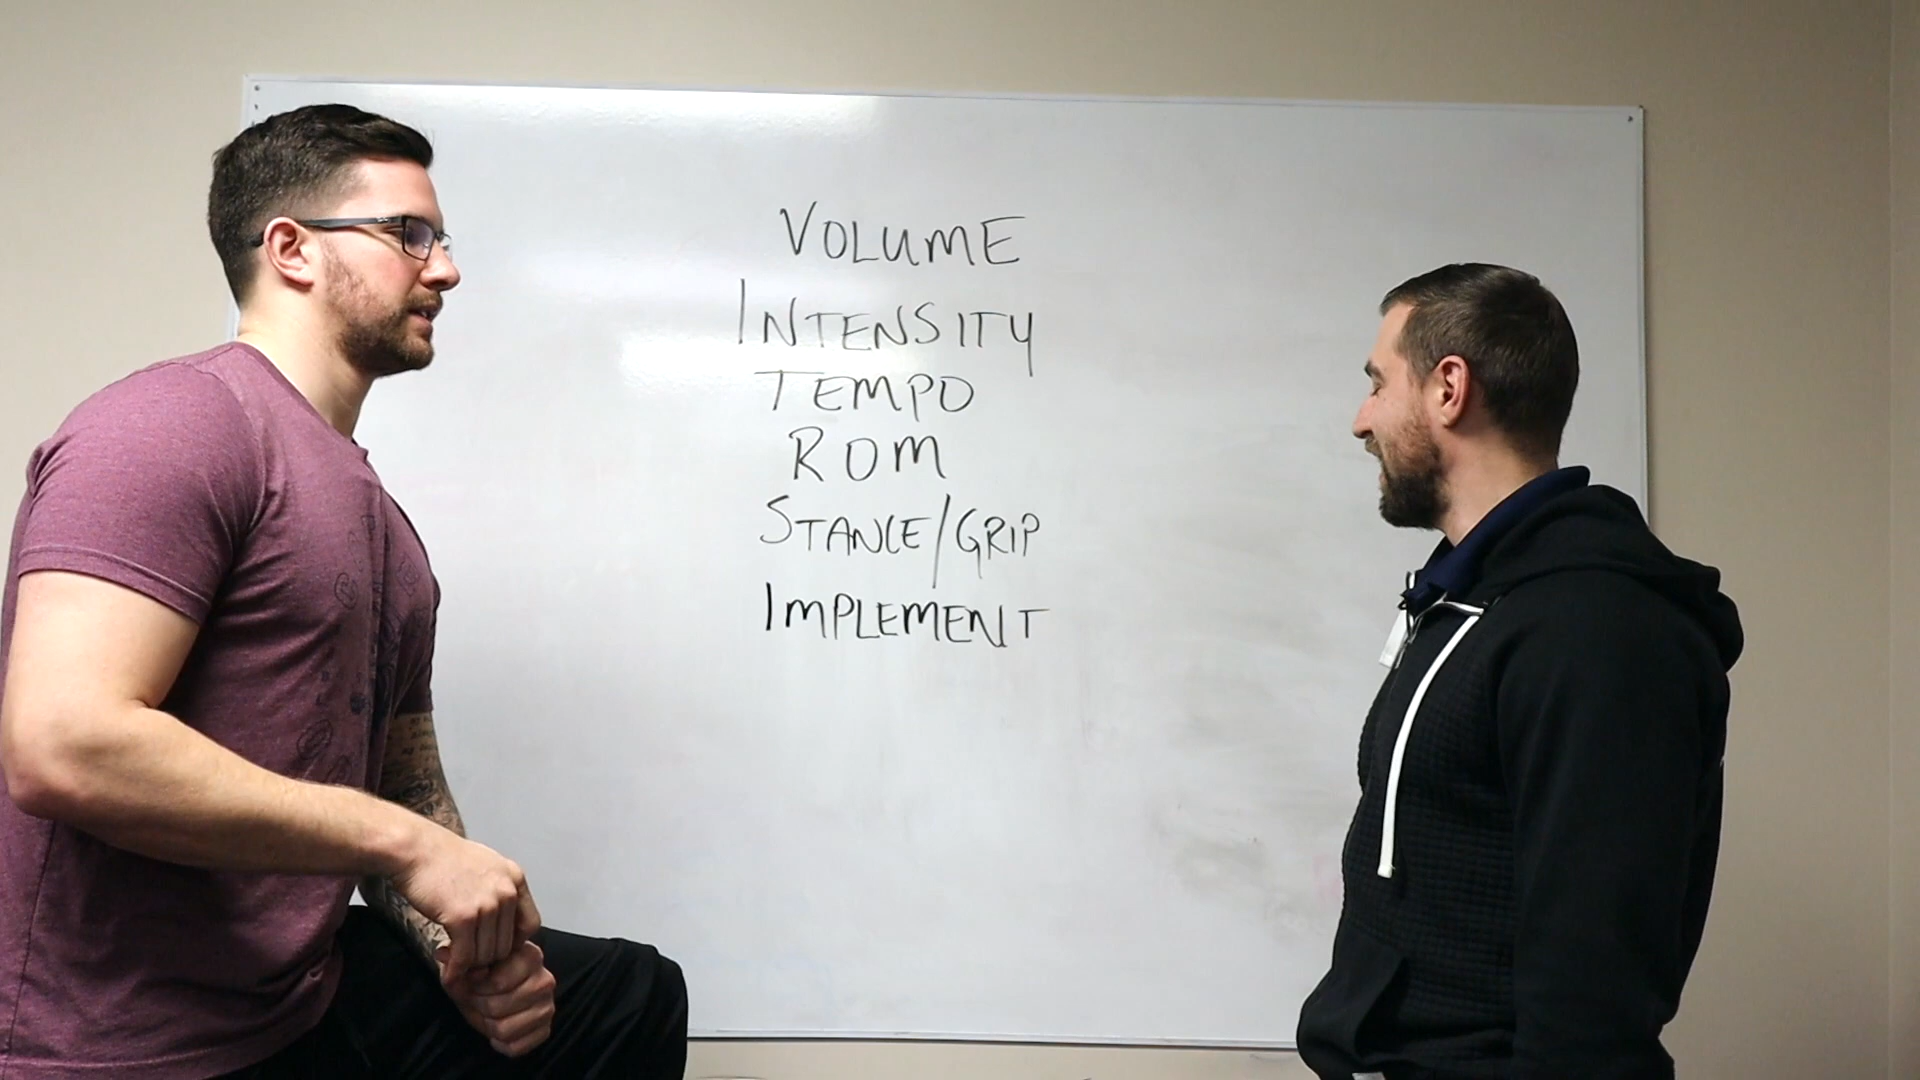 VOLUME
INTENSITY
TEMPO
ROM
STANCE/GRIP
IMPLEMENT